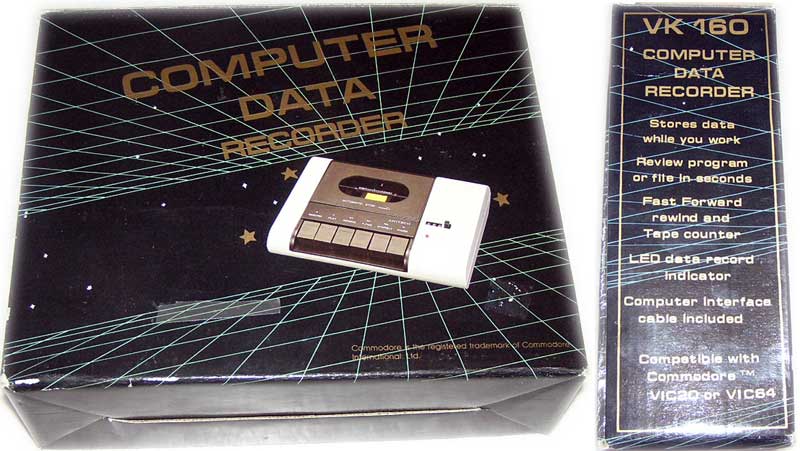 COMPUTER
DATA
RECORDER
Commodore is the registered trademark of Commodore
International. Ltd.
VK 160
COMPUTER
DATA
RECORDER
Stores data
while you work
Review program
or file in seconds
Fast Forward
rewind and
Tape counter
LED data record
indicator
Computer interface
cable included
Compatible with
Commodore™
VIC20 or VIC64